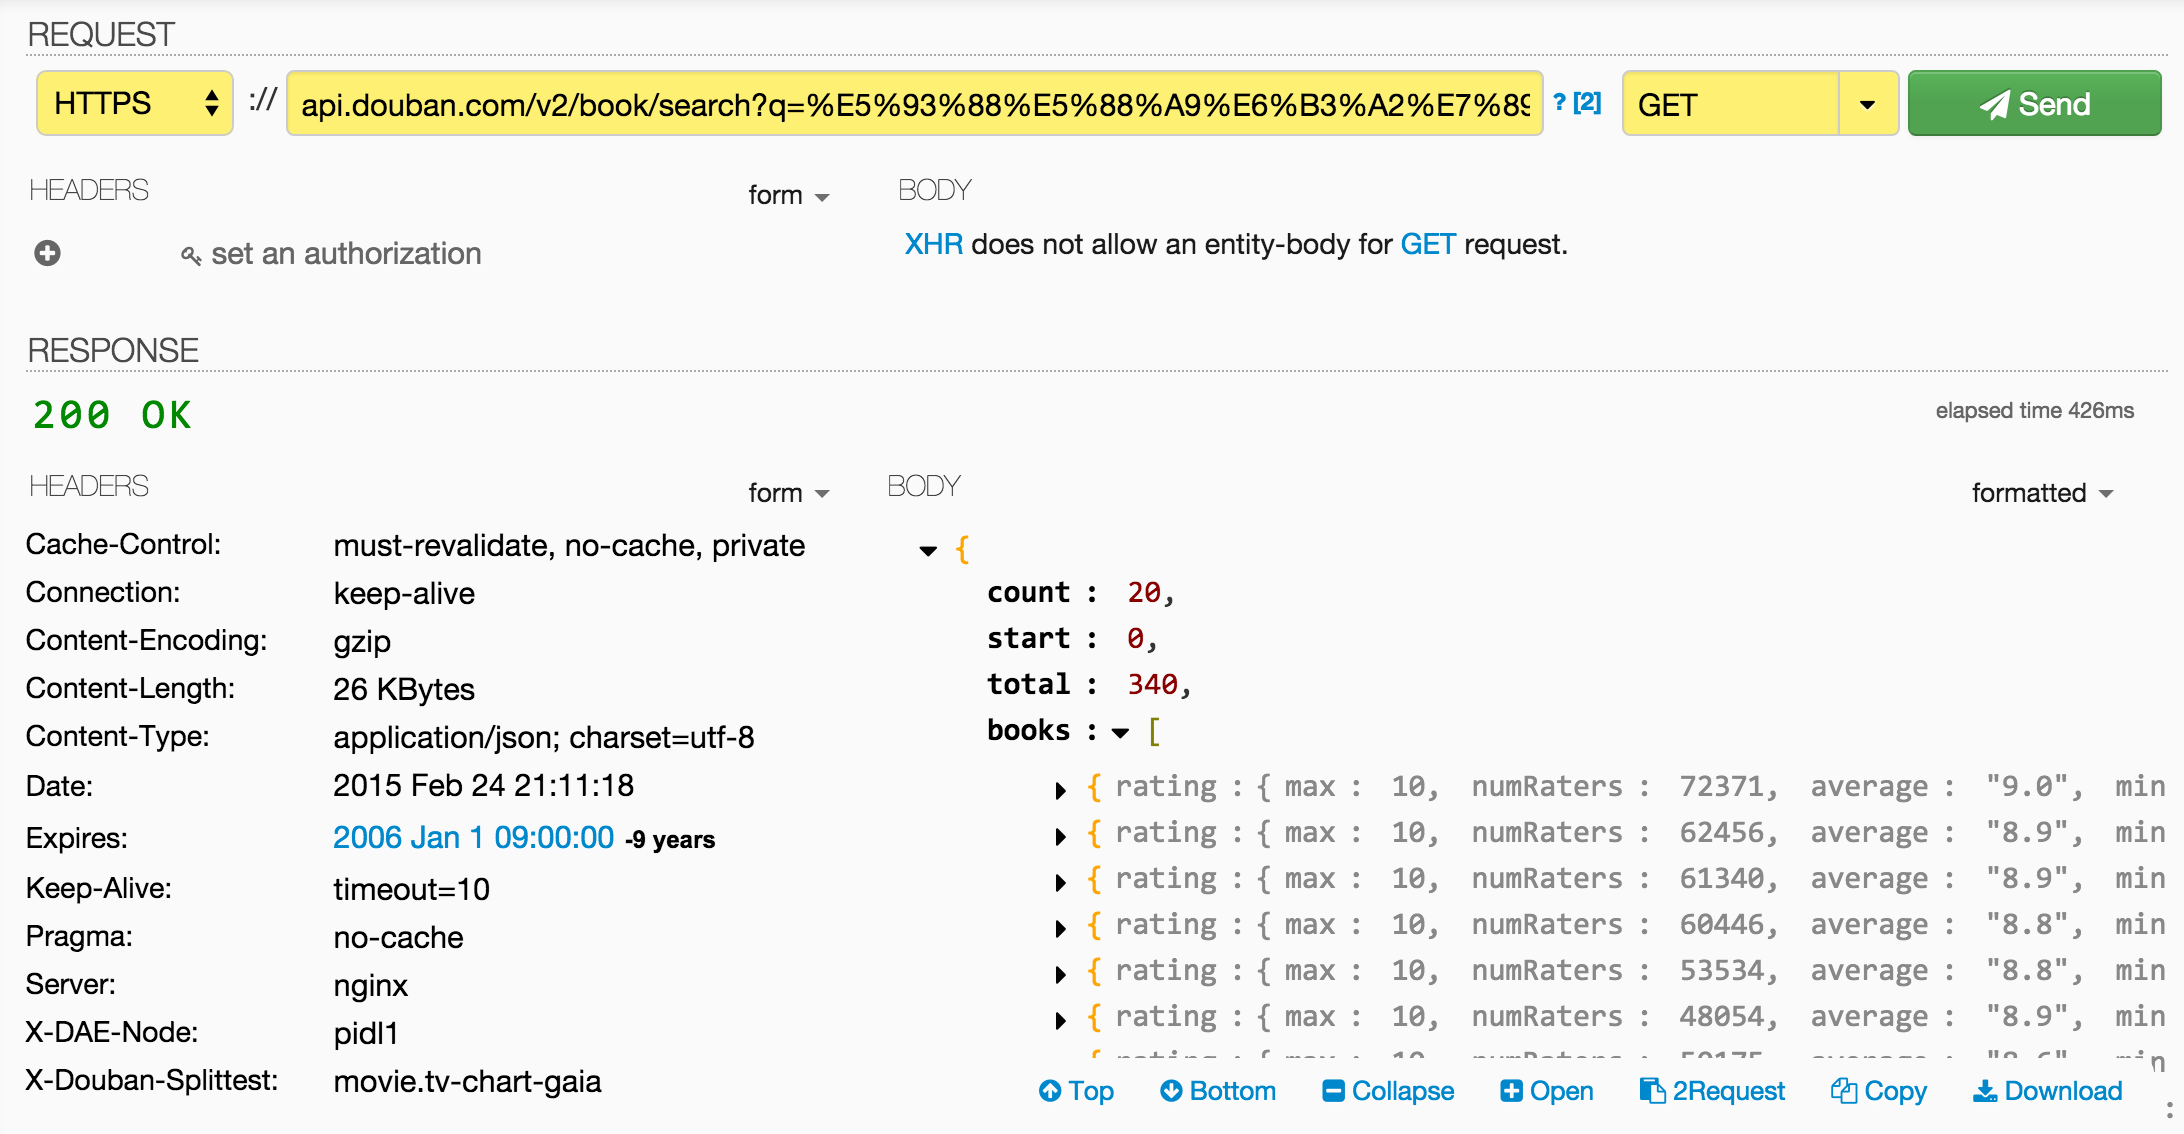 REQUEST
HTTPS :// api.douban.com/v2/book/search?q=%E5%93%88%E5%88%A9%E6%B3%A2%E7%89 ? [2] GET Send
HEADERS form BODY
set an authorization XHR does not allow an entity-body for GET request.
RESPONSE
200 OK elapsed time 426ms
HEADERS form BODY formatted
Cache-Control: must-revalidate, no-cache, private
Connection: keep-alive
Content-Encoding: gzip
Content-Length: 26 KBytes
Content-Type: application/json; charset=utf-8
Date: 2015 Feb 24 21:11:18
Expires: 2006 Jan 1 09:00:00 -9 years
Keep-Alive: timeout=10
Pragma: no-cache
Server: nginx
X-DAE-Node: pidl1
X-Douban-Splittest: movie.tv-chart-gaia
{
count : 20,
start : 0,
total : 340,
books : [
{ rating : { max : 10, numRaters : 72371, average : "9.0", min
{ rating : { max : 10, numRaters : 62456, average : "8.9", min
{ rating : { max : 10, numRaters : 61340, average : "8.9", min
{ rating : { max : 10, numRaters : 60446, average : "8.8", min
{ rating : { max : 10, numRaters : 53534, average : "8.8", min
{ rating : { max : 10, numRaters : 48054, average : "8.9", min
Top Bottom Collapse Open 2Request Copy Download